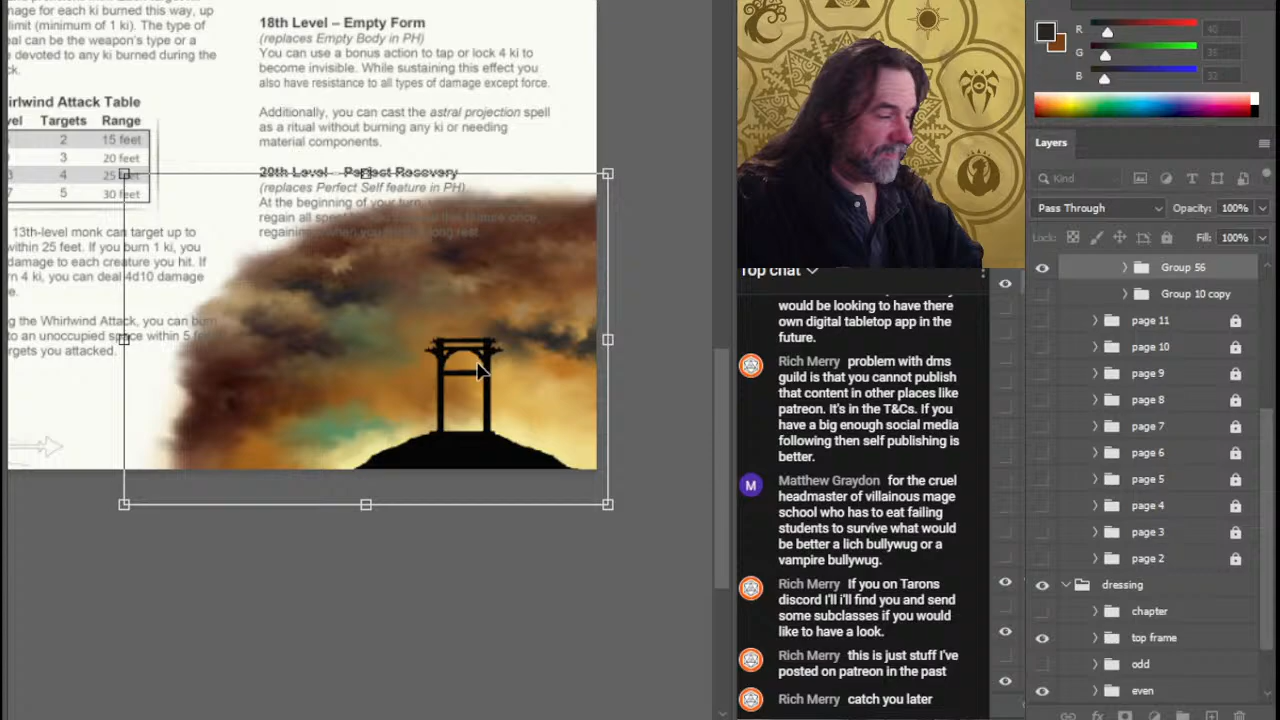 mage for each ki burned this way, up
limit (minimum of 1 ki). The type of
eal can be the weapon's type or a
devoted to any ki burned during the
ck.
irlwind Attack Table
vel Targets Range
2 15 feet
3 20 feet
4 25 feet
7 5 30 feet
13th-level monk can target up to
within 25 feet. If you burn 1 ki, you
damage to each creature you hit. If
n 4 ki, you can deal 4d10 damage
e.
g the Whirlwind Attack, you can burn
to an unoccupied space within 5 feet
rgets you attacked.
18th Level – Empty Form
(replaces Empty Body in PH)
You can use a bonus action to tap or lock 4 ki to
become invisible. While sustaining this effect you
also have resistance to all types of damage except force.
Additionally, you can cast the astral projection spell
as a ritual without burning any ki or needing
material components.
20th Level – Perfect Recovery
(replaces Perfect Self feature in PH)
At the beginning of your turn,
regain all
regaining when you long rest.
Top chat
would be looking to have there
own digital tabletop app in the
future.
Rich Merry problem with dms
guild is that you cannot publish
that content in other places like
patreon. It's in the T&Cs. If you
have a big enough social media
following then self publishing is
better.
M Matthew Graydon for the cruel
headmaster of villainous mage
school who has to eat failing
students to survive what would
be better a lich bullywug or a
vampire bullywug.
Rich Merry If you on Tarons
discord I'll i'll find you and send
some subclasses if you would
like to have a look.
Rich Merry this is just stuff I've
posted on patreon in the past
Rich Merry catch you later
R 40
G 35
B 32
Layers
Kind
Pass Through Opacity: 100%
Lock: Fill: 100%
Group 56
Group 10 copy
page 11
page 10
page 9
page 8
page 7
page 6
page 5
page 4
page 3
page 2
dressing
chapter
top frame
odd
even